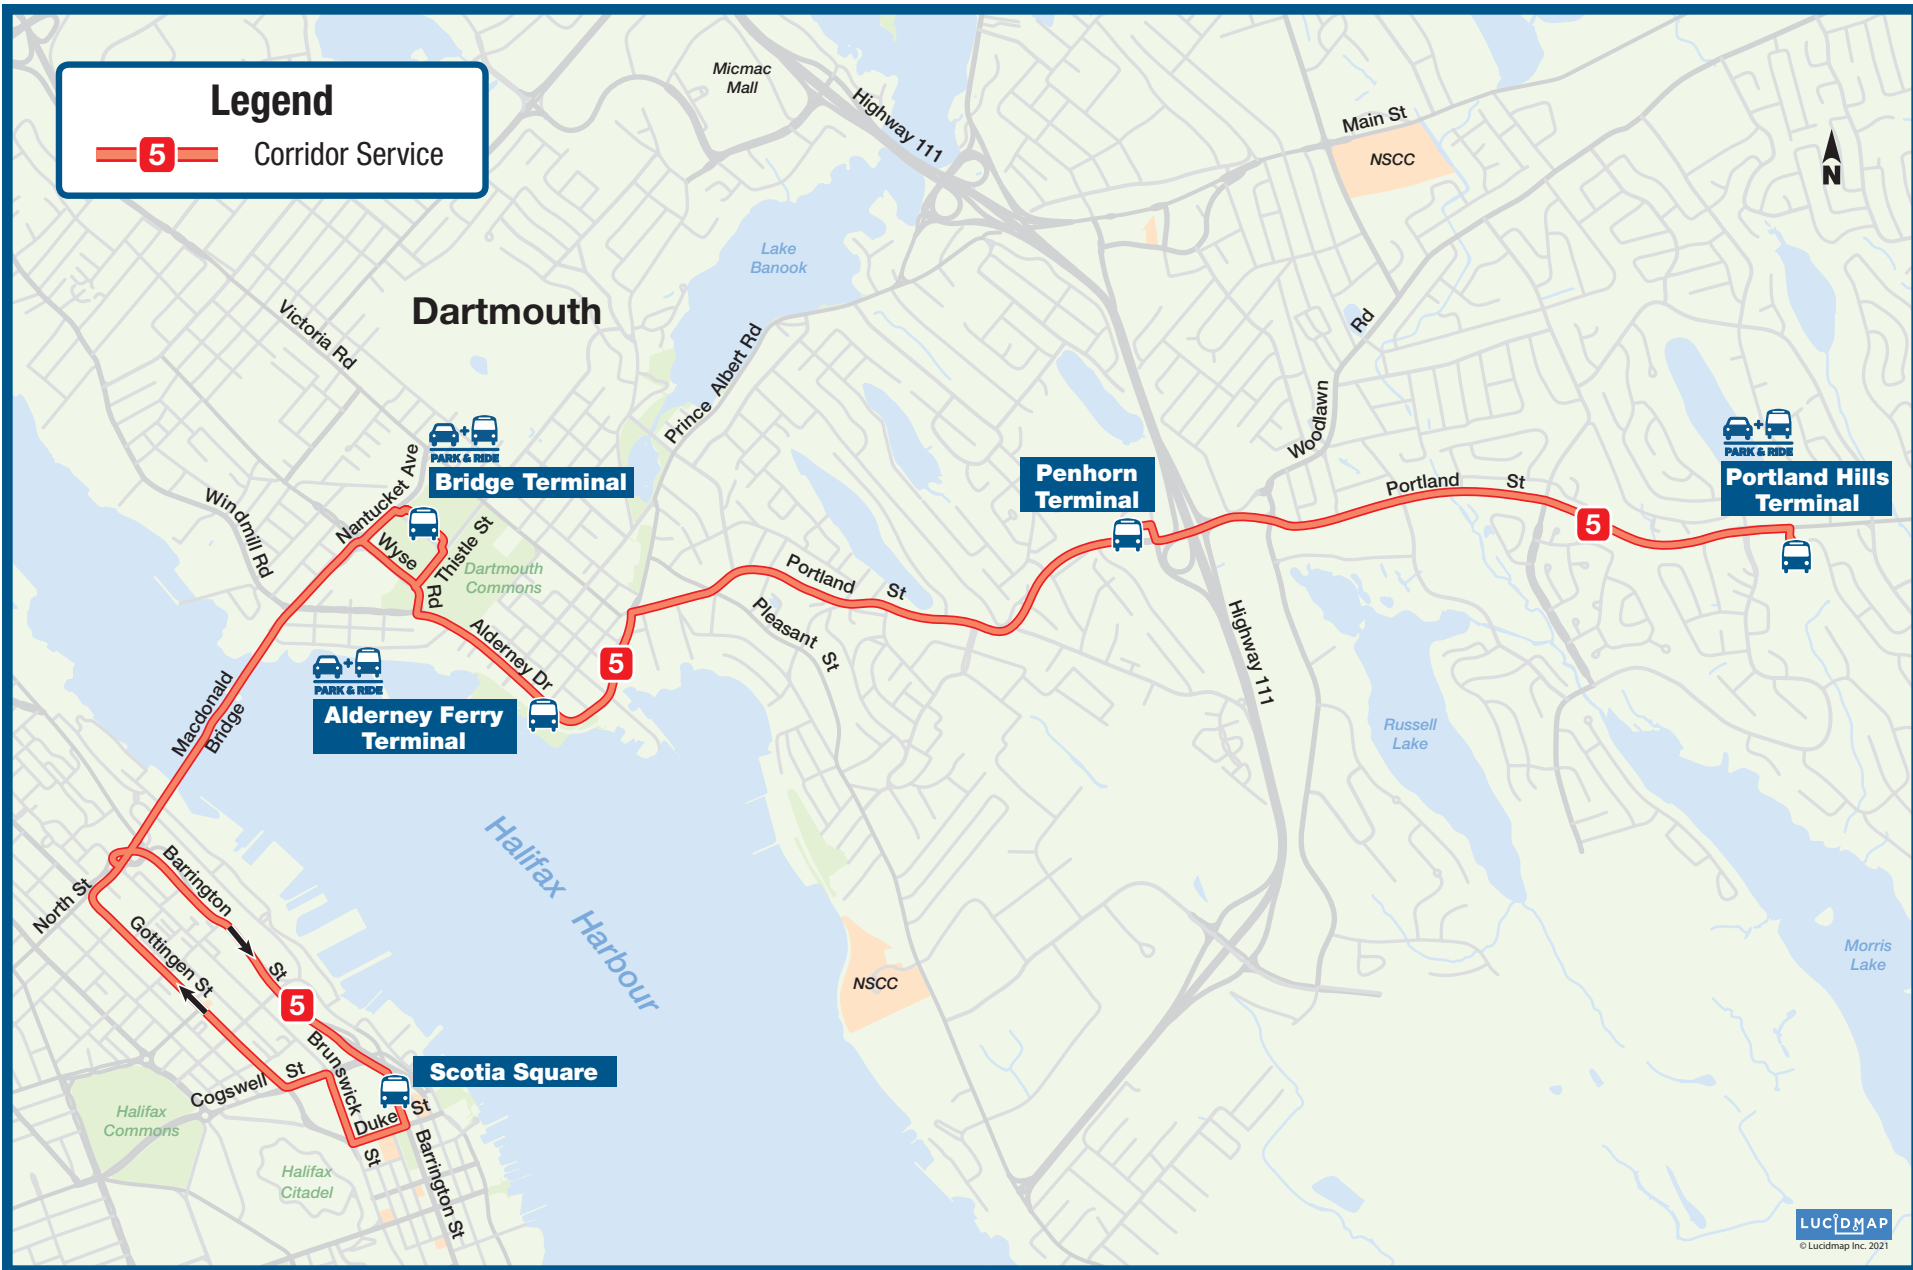 Legend
5 Corridor Service
Micmac
Mall
Highway 111
Main St
NSCC
N
Lake
Banook
Dartmouth
Victoria Rd
Prince Albert Rd
Woodlawn Rd
PARK & RIDE
Bridge Terminal
Nantucket Ave
Windmill Rd
Wyse Rd
Thistle St
Dartmouth
Commons
Penhorn
Terminal
Portland St
5
PARK & RIDE
Portland Hills
Terminal
Portland St
Pleasant St
Alderney Dr
5
PARK & RIDE
Alderney Ferry
Terminal
Macdonald
Bridge
Highway 111
Russell
Lake
Halifax Harbour
Barrington St
North St
Gottingen St
5
NSCC
Morris
Lake
Brunswick St
Scotia Square
Cogswell St
Duke St
Halifax
Commons
Barrington St
Halifax
Citadel
LUCIDMAP
© Lucidmap Inc. 2021